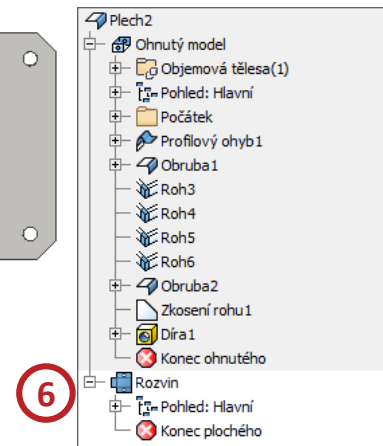 Plech2
Ohnutý model
Objemová tělesa(1)
Pohled: Hlavní
Počátek
Profilový ohyb1
Obruba1
Roh3
Roh4
Roh5
Roh6
Obruba2
Zkosení rohu1
Díra1
Konec ohnutého
6
Rozvin
Pohled: Hlavní
Konec plochého